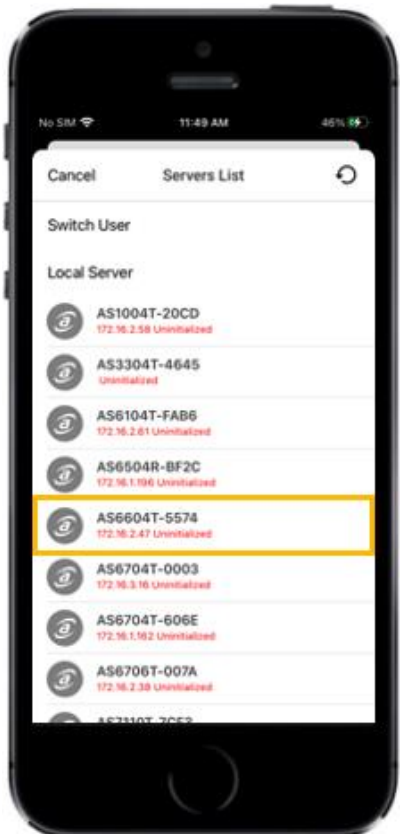 No SIM 11:49 AM 46%
Cancel Servers List
Switch User
Local Server
AS1004T-20CD
172.16.2.58 Uninitialized
AS3304T-4645
Uninitialized
AS6104T-FAB6
172.16.2.61 Uninitialized
AS6504R-BF2C
172.16.1.196 Uninitialized
AS6604T-5574
172.16.2.47 Uninitialized
AS6704T-0003
172.16.3.16 Uninitialized
AS6704T-606E
172.16.1.162 Uninitialized
AS6706T-007A
172.16.2.38 Uninitialized